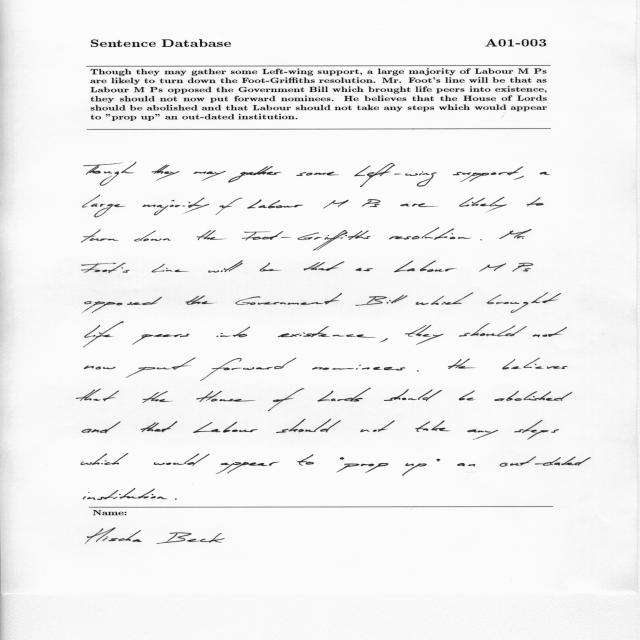 Sentence Database A01-003
Though they may gather some Left-wing support, a large majority of Labour M Ps
are likely to turn down the Foot-Griffiths resolution. Mr. Foot's line will be that as
Labour M Ps opposed the Government Bill which brought life peers into existence,
they should not now put forward nominees. He believes that the House of Lords
should be abolished and that Labour should not take any steps which would appear
to "prop up" an out-dated institution.
Though they may gather some Left-wing support, a
large majority of Labour M Ps are likely to
turn down the Foot-Griffiths resolution. Mr.
Foot's line will be that as Labour M Ps
opposed the Government Bill which brought
life peers into existence, they should not
now put forward nominees. He believes
that the House of Lords should be abolished
and that Labour should not take any steps
which would appear to "prop up" an out-dated
institution.
Name:
Mischa Beck